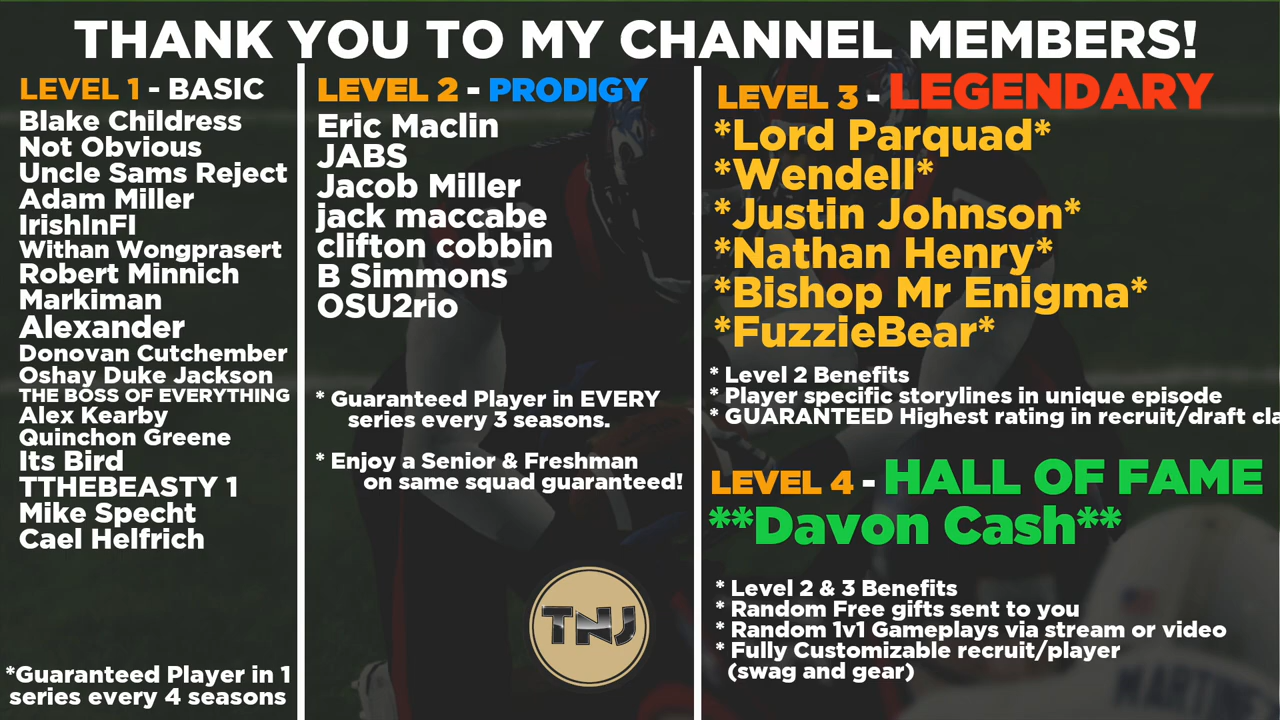 THANK YOU TO MY CHANNEL MEMBERS!
LEVEL 1 - BASIC
Blake Childress
Not Obvious
Uncle Sams Reject
Adam Miller
IrishInFl
Withan Wongprasert
Robert Minnich
Markiman
Alexander
Donovan Cutchember
Oshay Duke Jackson
THE BOSS OF EVERYTHING
Alex Kearby
Quinchon Greene
Its Bird
TTHEBEASTY 1
Mike Specht
Cael Helfrich
*Guaranteed Player in 1
series every 4 seasons
LEVEL 2 - PRODIGY
Eric Maclin
JABS
Jacob Miller
jack maccabe
clifton cobbin
B Simmons
OSU2rio
* Guaranteed Player in EVERY
series every 3 seasons.
* Enjoy a Senior & Freshman
on same squad guaranteed!
TNJ
LEVEL 3 - LEGENDARY
*Lord Parquad*
*Wendell*
*Justin Johnson*
*Nathan Henry*
*Bishop Mr Enigma*
*FuzzieBear*
* Level 2 Benefits
* Player specific storylines in unique episode
* GUARANTEED Highest rating in recruit/draft cla
LEVEL 4 - HALL OF FAME
**Davon Cash**
* Level 2 & 3 Benefits
* Random Free gifts sent to you
* Random 1v1 Gameplays via stream or video
* Fully Customizable recruit/player
(swag and gear)